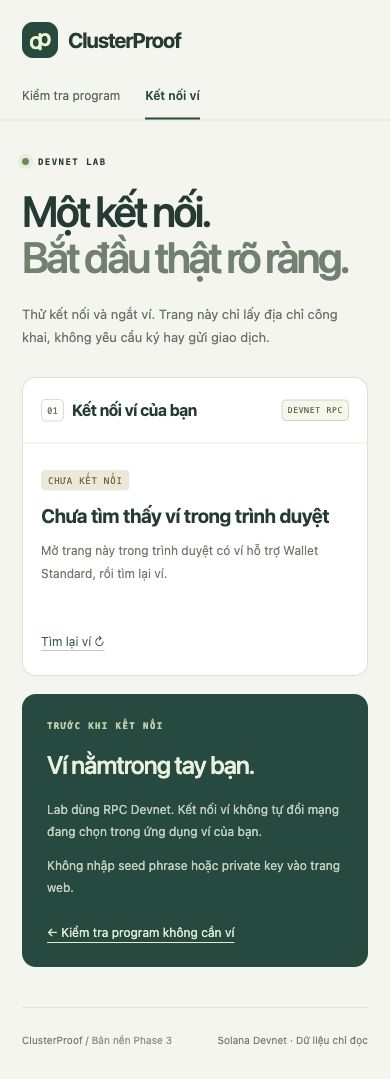 ClusterProof
Kiểm tra program
Kết nối ví
DEVNET LAB
Một kết nối.
Bắt đầu thật rõ ràng.
Thử kết nối và ngắt ví. Trang này chỉ lấy địa chỉ công
khai, không yêu cầu ký hay gửi giao dịch.
01
Kết nối ví của bạn
DEVNET RPC
CHƯA KẾT NỐI
Chưa tìm thấy ví trong trình duyệt
Mở trang này trong trình duyệt có ví hỗ trợ Wallet
Standard, rồi tìm lại ví.
Tìm lại ví ↻
TRƯỚC KHI KẾT NỐI
Ví nằmtrong tay bạn.
Lab dùng RPC Devnet. Kết nối ví không tự đổi mạng
đang chọn trong ứng dụng ví của bạn.
Không nhập seed phrase hoặc private key vào trang
web.
← Kiểm tra program không cần ví
ClusterProof / Bản nền Phase 3
Solana Devnet · Dữ liệu chỉ đọc